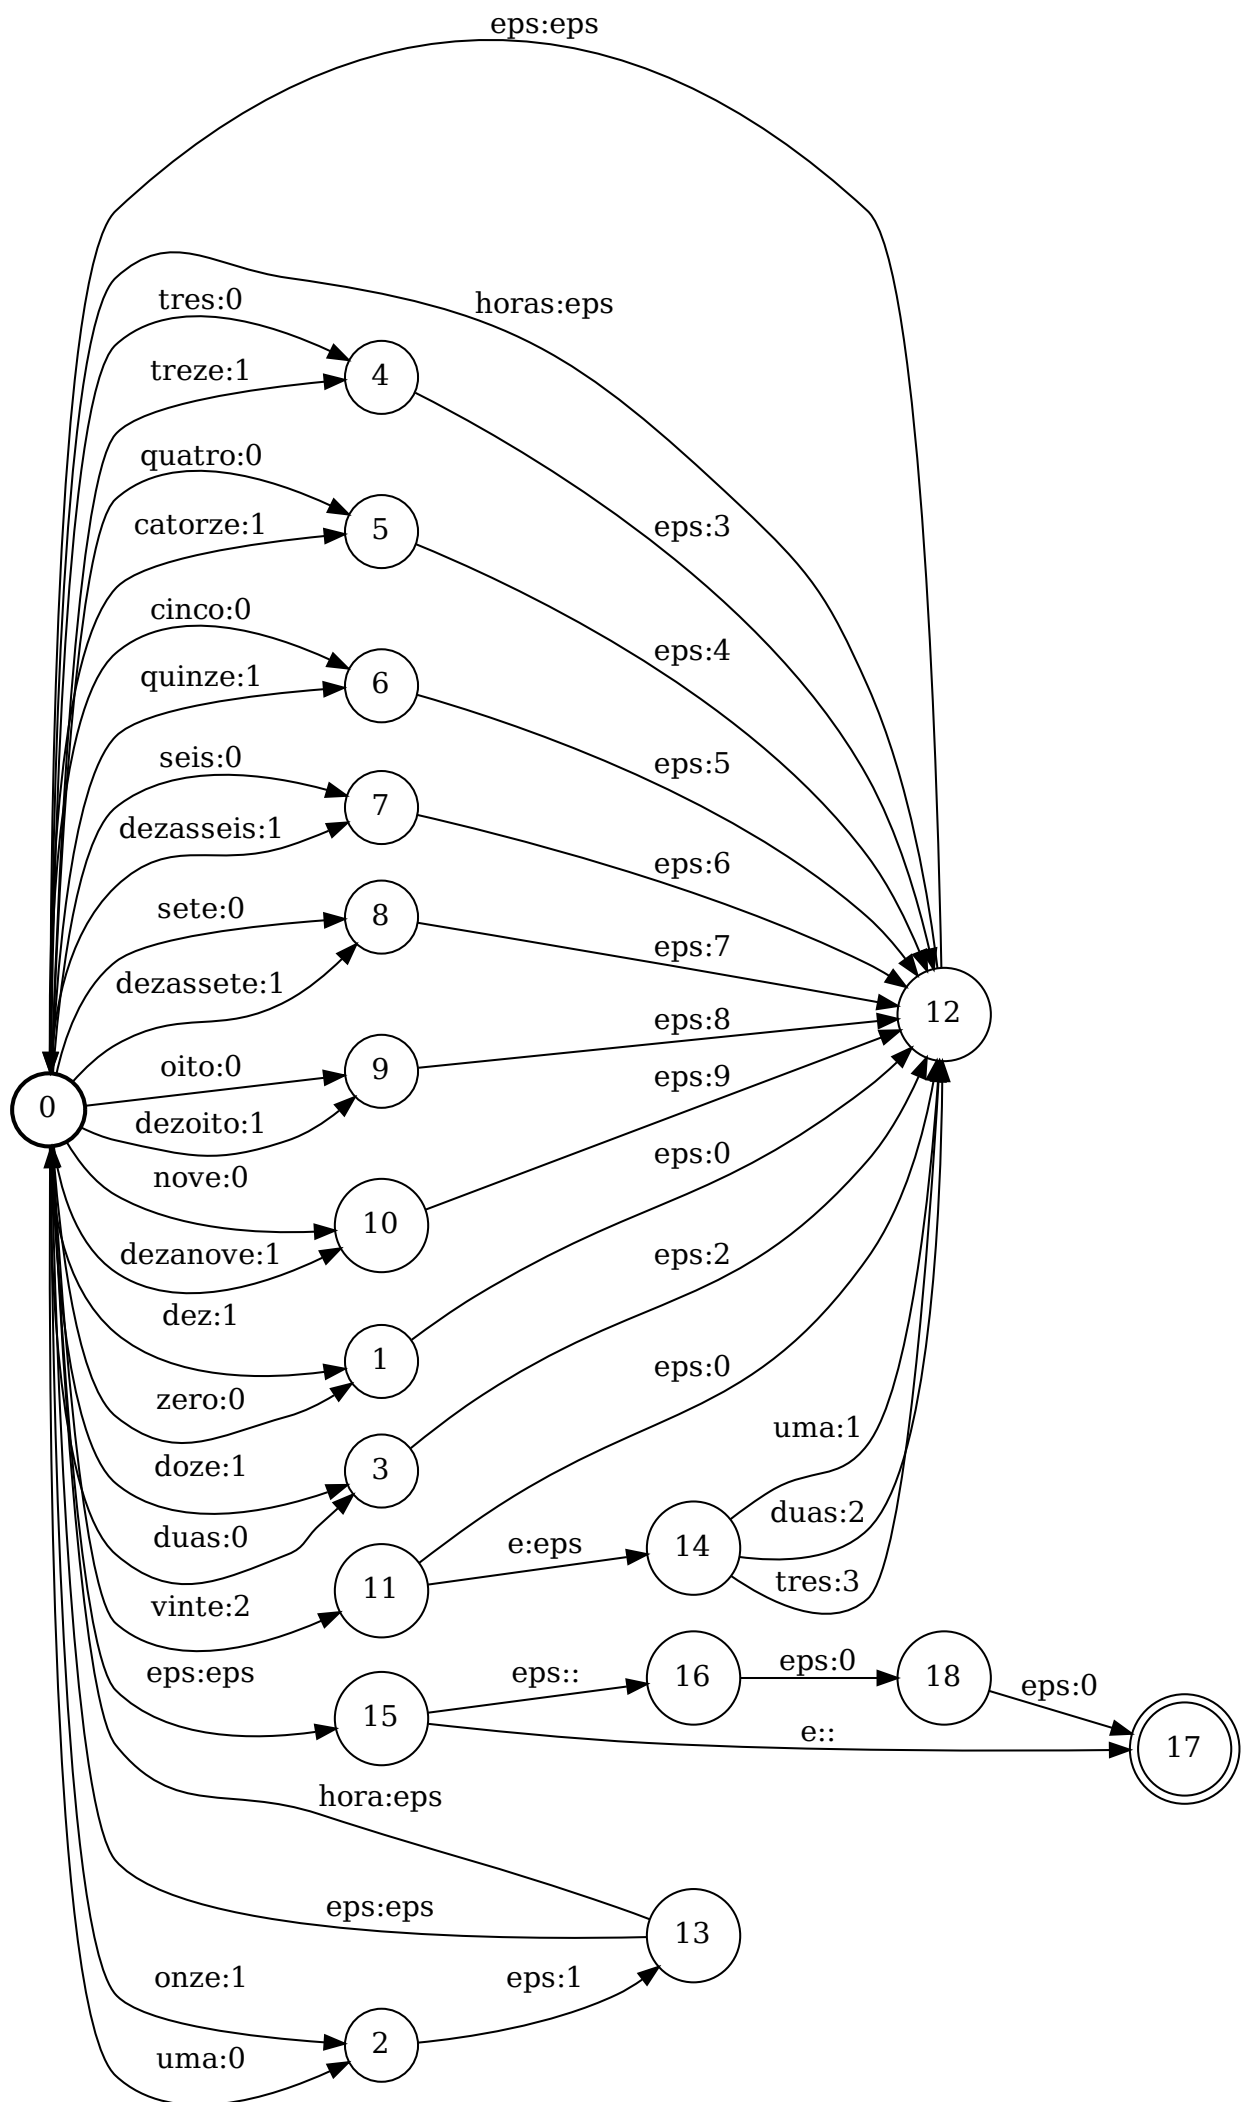 eps:eps
horas:eps
tres:0
treze:1
4
quatro:0
catorze:1
5
eps:3
cinco:0
quinze:1
6
eps:4
seis:0
dezasseis:1
7
eps:5
sete:0
dezassete:1
8
eps:6
eps:7
12
oito:0
dezoito:1
9
eps:8
0
nove:0
dezanove:1
10
eps:9
dez:1
zero:0
1
eps:0
doze:1
duas:0
3
eps:2
vinte:2
11
eps:0
e:eps
14
uma:1
duas:2
tres:3
eps:eps
15
eps::
16
eps:0
18
eps:0
e::
17
hora:eps
eps:eps
13
onze:1
uma:0
2
eps:1